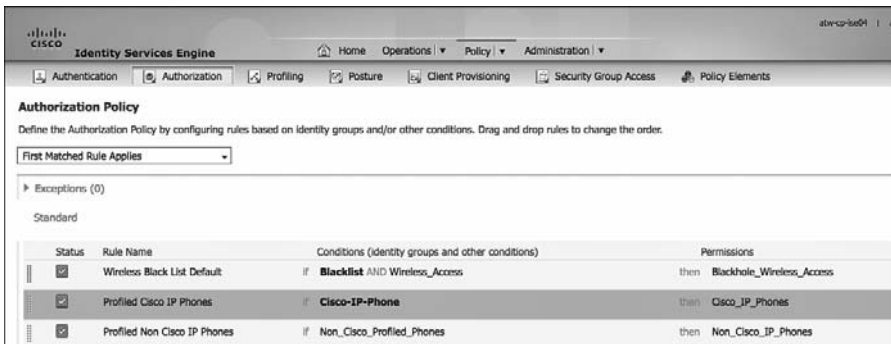 atw-cp-ise04
CISCO Identity Services Engine
Home Operations Policy Administration
Authentication Authorization Profiling Posture Client Provisioning Security Group Access Policy Elements
Authorization Policy
Define the Authorization Policy by configuring rules based on identity groups and/or other conditions. Drag and drop rules to change the order.
First Matched Rule Applies
Exceptions (0)
Standard
Status Rule Name Conditions (identity groups and other conditions) Permissions
Wireless Black List Default if Blacklist AND Wireless_Access then Blackhole_Wireless_Access
Profiled Cisco IP Phones if Cisco-IP-Phone then Cisco_IP_Phones
Profiled Non Cisco IP Phones if Non_Cisco_Profiled_Phones then Non_Cisco_IP_Phones